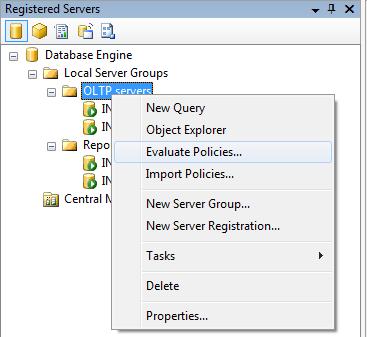 Registered Servers
Database Engine
Local Server Groups
OLTP servers
IN
IN
Repo
IN
IN
Central M
New Query
Object Explorer
Evaluate Policies...
Import Policies...
New Server Group...
New Server Registration...
Tasks
Delete
Properties...